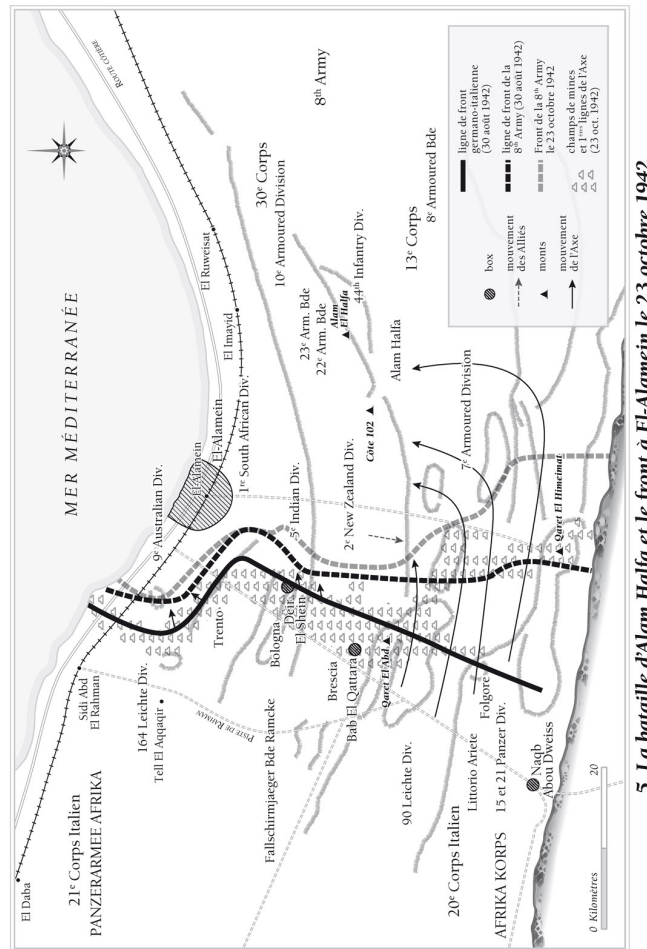 MER MÉDITERRANÉE
ROUTE CÔTIÈRE
El Daba
Sidi Abd
El Rahman
El-Alamein
El-Alamein
El Imayid
El Ruweisat
21e Corps Italien
PANZERARMEE AFRIKA
164 Leichte Div.
Tell El Aqqaqir
PISTE DE RAHMAN
Trento
9e Australian Div.
1re South African Div.
Fallschirmjaeger Bde Ramcke
Bologna
Deir
El Shein
5e Indian Div.
30e Corps
10e Armoured Division
8th Army
Brescia
Bab El Qattara
Qaret El Abd
2e New Zealand Div.
23e Arm. Bde
22e Arm. Bde
Alam
El Halfa
44th Infantry Div.
Côte 102
Alam Halfa
13e Corps
8e Armoured Bde
90 Leichte Div.
20e Corps Italien
Littorio Ariete
Folgore
15 et 21 Panzer Div.
AFRIKA KORPS
7e Armoured Division
Naqb
Abou Dweiss
Qaret El Himeimat
box
mouvement
des Alliés
monts
mouvement
de l'Axe
ligne de front
germano-italienne
(30 août 1942)
ligne de front de la
8th Army (30 août 1942)
Front de la 8th Army
le 23 octobre 1942
champs de mines
et 1ères lignes de l'Axe
(23 oct. 1942)
0 Kilomètres 20
5. La bataille d'Alam Halfa et le front à El-Alamein le 23 octobre 1942